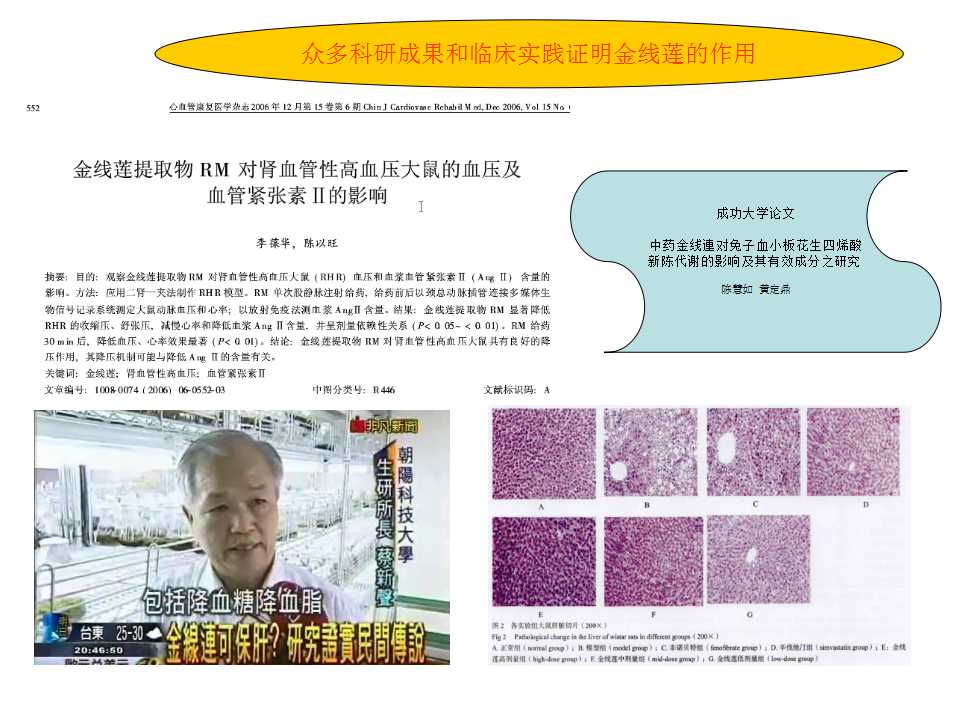 众多科研成果和临床实践证明金线莲的作用
552
心血管康复医学杂志2006 年 12 月第 15 卷第 6 期 Chin J Cardiovasc Rehabil Med, Dec 2006, Vol 15 No.
金线莲提取物 RM 对肾血管性高血压大鼠的血压及
血管紧张素Ⅱ的影响
李葆华，陈以旺
摘要：目的：观察金线莲提取物 RM 对肾血管性高血压大鼠 (RHR) 血压和血浆血管紧张素Ⅱ (Ang Ⅱ) 含量的
影响。方法：应用二肾一夹法制作 RHR 模型。RM 单次股静脉注射给药，给药前后以颈总动脉插管连接多媒体生
物信号记录系统测定大鼠动脉血压和心率；以放射免疫法测血浆 AngⅡ含量。结果：金线莲提取物 RM 显著降低
RHR 的收缩压、舒张压，减慢心率和降低血浆 AngⅡ含量，并呈剂量依赖性关系 (P< 0. 05~ < 0. 01)。RM 给药
30 min 后，降低血压、心率效果最著 (P< 0. 01)。结论：金线莲提取物 RM 对肾血管性高血压大鼠具有良好的降
压作用，其降压机制可能与降低 Ang Ⅱ的含量有关。
关键词：金线莲；肾血管性高血压；血管紧张素Ⅱ
文章编号：1008-0074 (2006) -06-0552-03 中图分类号：R446 文献标识码：A
成功大学论文
中药金线連对兔子血小板花生四烯酸
新陈代谢的影响及其有效成分之研究
陈慧如 黄定鼎
非凡新聞
朝陽科技大學
生研所長 蔡新聲
包括降血糖降血脂
明日 台東 25-30
金線連可保肝? 研究證實民間傳說
20:46:50
歐元兑美元
A B C D
E F G
图 2 各实验组大鼠肝脏切片（200×）
Fig 2 Pathological change in the liver of wistar rats in different groups (200×)
A. 正常组 (normal group)；B. 模型组 (model group)；C. 非诺贝特组 (fenofibrate group)；D. 辛伐他汀组 (simvastatin group)；E：金线
莲高剂量组 (high-dose group)；F. 金线莲中剂量组 (mid-dose group)；G. 金线莲低剂量组 (low-dose group)